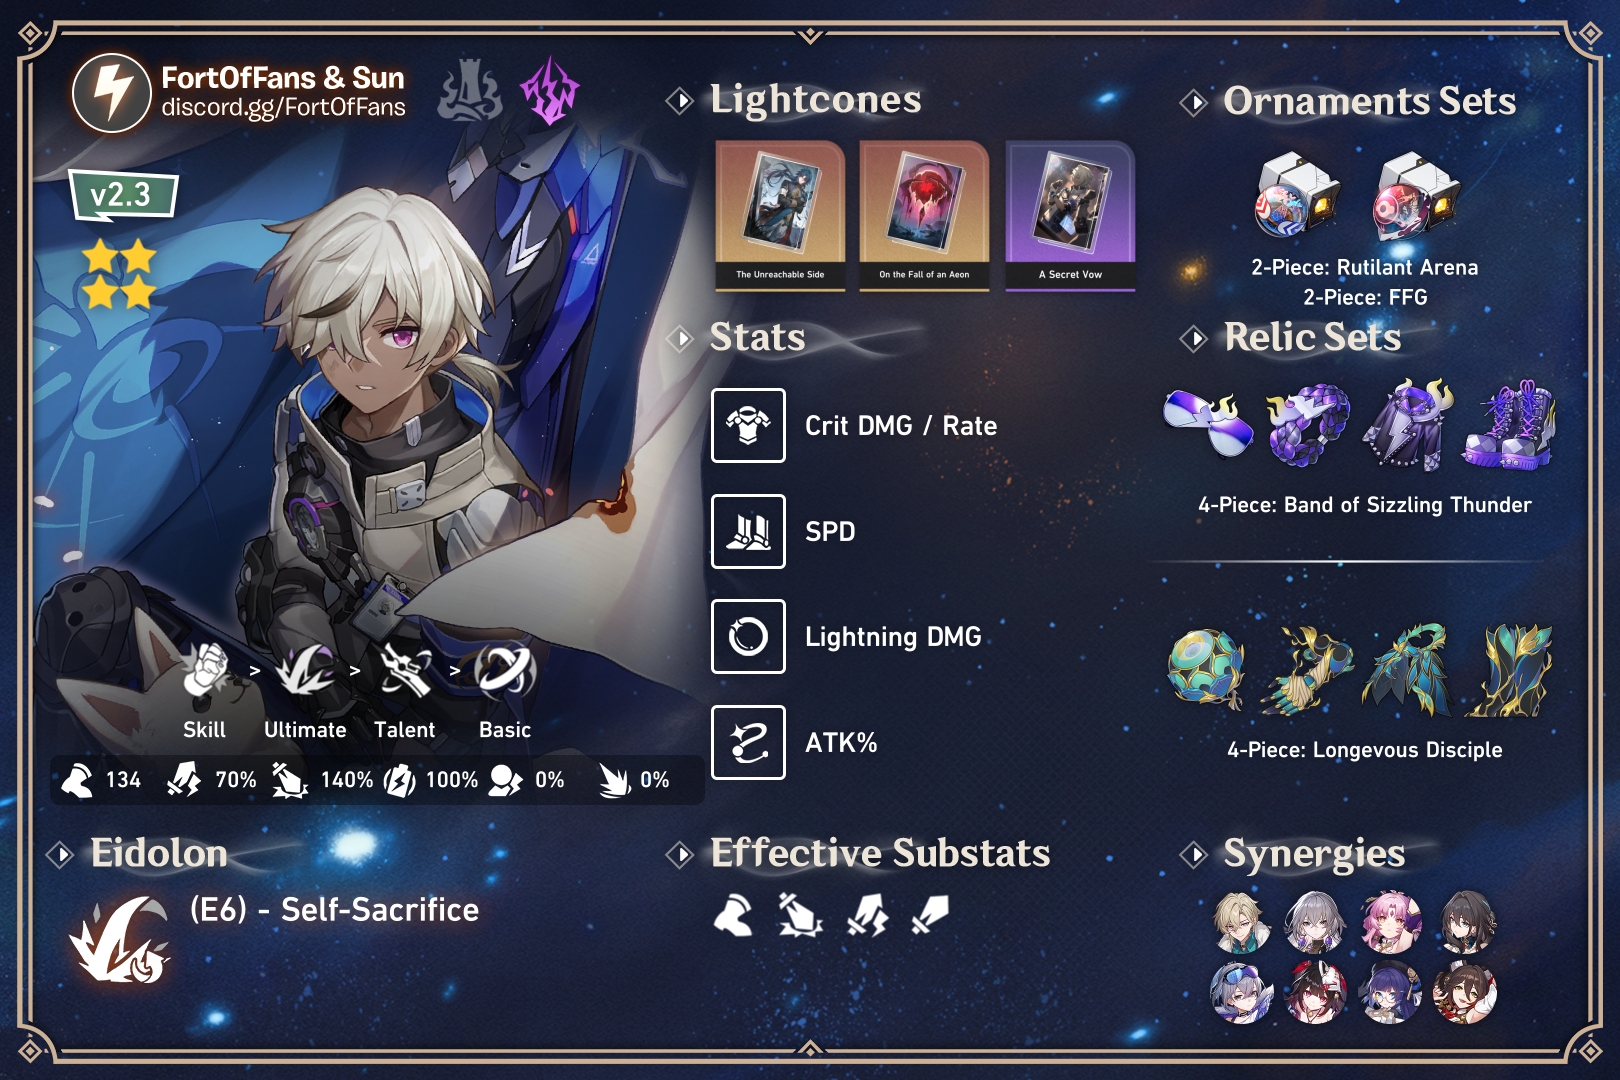 FortOfFans & Sun
discord.gg/FortOfFans
v2.3
Skill > Ultimate > Talent > Basic
134 70% 140% 100% 0% 0%
Eidolon
(E6) - Self-Sacrifice
Lightcones
The Unreachable Side
On the Fall of an Aeon
A Secret Vow
Stats
Crit DMG / Rate
SPD
Lightning DMG
ATK%
Effective Substats
Ornaments Sets
2-Piece: Rutilant Arena
2-Piece: FFG
Relic Sets
4-Piece: Band of Sizzling Thunder
4-Piece: Longevous Disciple
Synergies